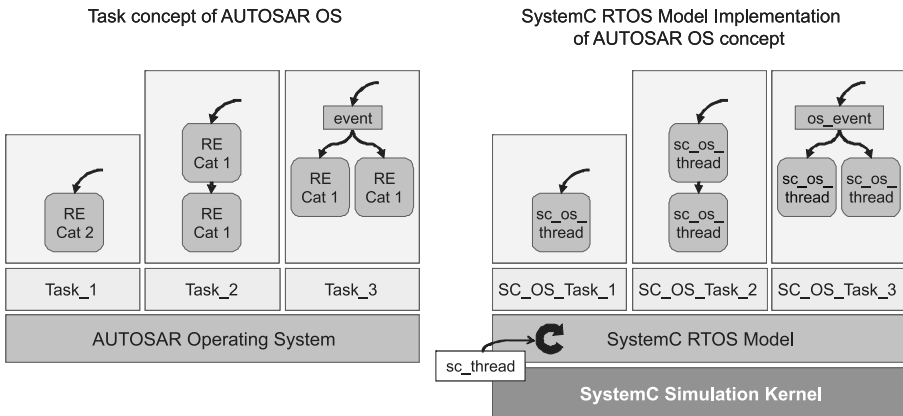 Task concept of AUTOSAR OS
RE
Cat 2
RE
Cat 1
RE
Cat 1
event
RE
Cat 1
RE
Cat 1
Task_1
Task_2
Task_3
AUTOSAR Operating System
SystemC RTOS Model Implementation
of AUTOSAR OS concept
sc_os_
thread
sc_os_
thread
sc_os_
thread
os_event
sc_os_
thread
sc_os_
thread
SC_OS_Task_1
SC_OS_Task_2
SC_OS_Task_3
SystemC RTOS Model
sc_thread
SystemC Simulation Kernel